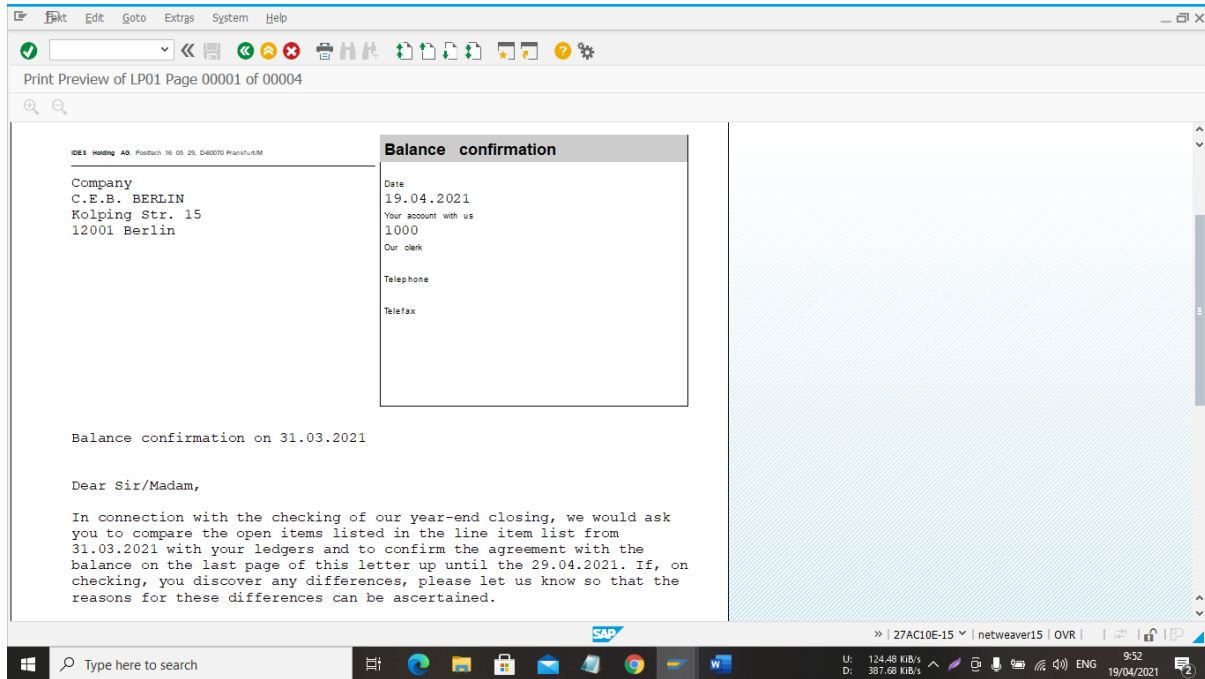 Text Edit Goto Extras System Help
Print Preview of LP01 Page 00001 of 00004
IDES Holding AG, Postfach 16 05 29, D-60070 Frankfurt/M
Balance confirmation
Company
C.E.B. BERLIN
Kolping Str. 15
12001 Berlin
Date
19.04.2021
Your account with us
1000
Our clerk
Telephone
Telefax
Balance confirmation on 31.03.2021
Dear Sir/Madam,
In connection with the checking of our year-end closing, we would ask
you to compare the open items listed in the line item list from
31.03.2021 with your ledgers and to confirm the agreement with the
balance on the last page of this letter up until the 29.04.2021. If, on
checking, you discover any differences, please let us know so that the
reasons for these differences can be ascertained.
SAP
27AC10E-15 netweaver15 OVR
Type here to search
W
U: 124.48 KiB/s
D: 387.68 KiB/s
ENG
9:52
19/04/2021
2